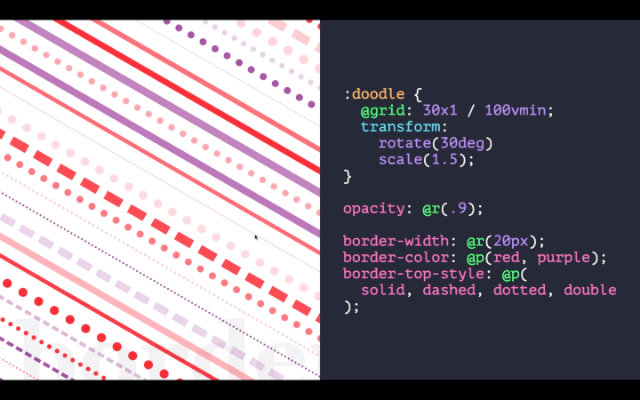 :doodle {
@grid: 30x1 / 100vmin;
transform:
rotate(30deg)
scale(1.5);
}
opacity: @r(.9);
border-width: @r(20px);
border-color: @p(red, purple);
border-top-style: @p(
solid, dashed, dotted, double
);
borde